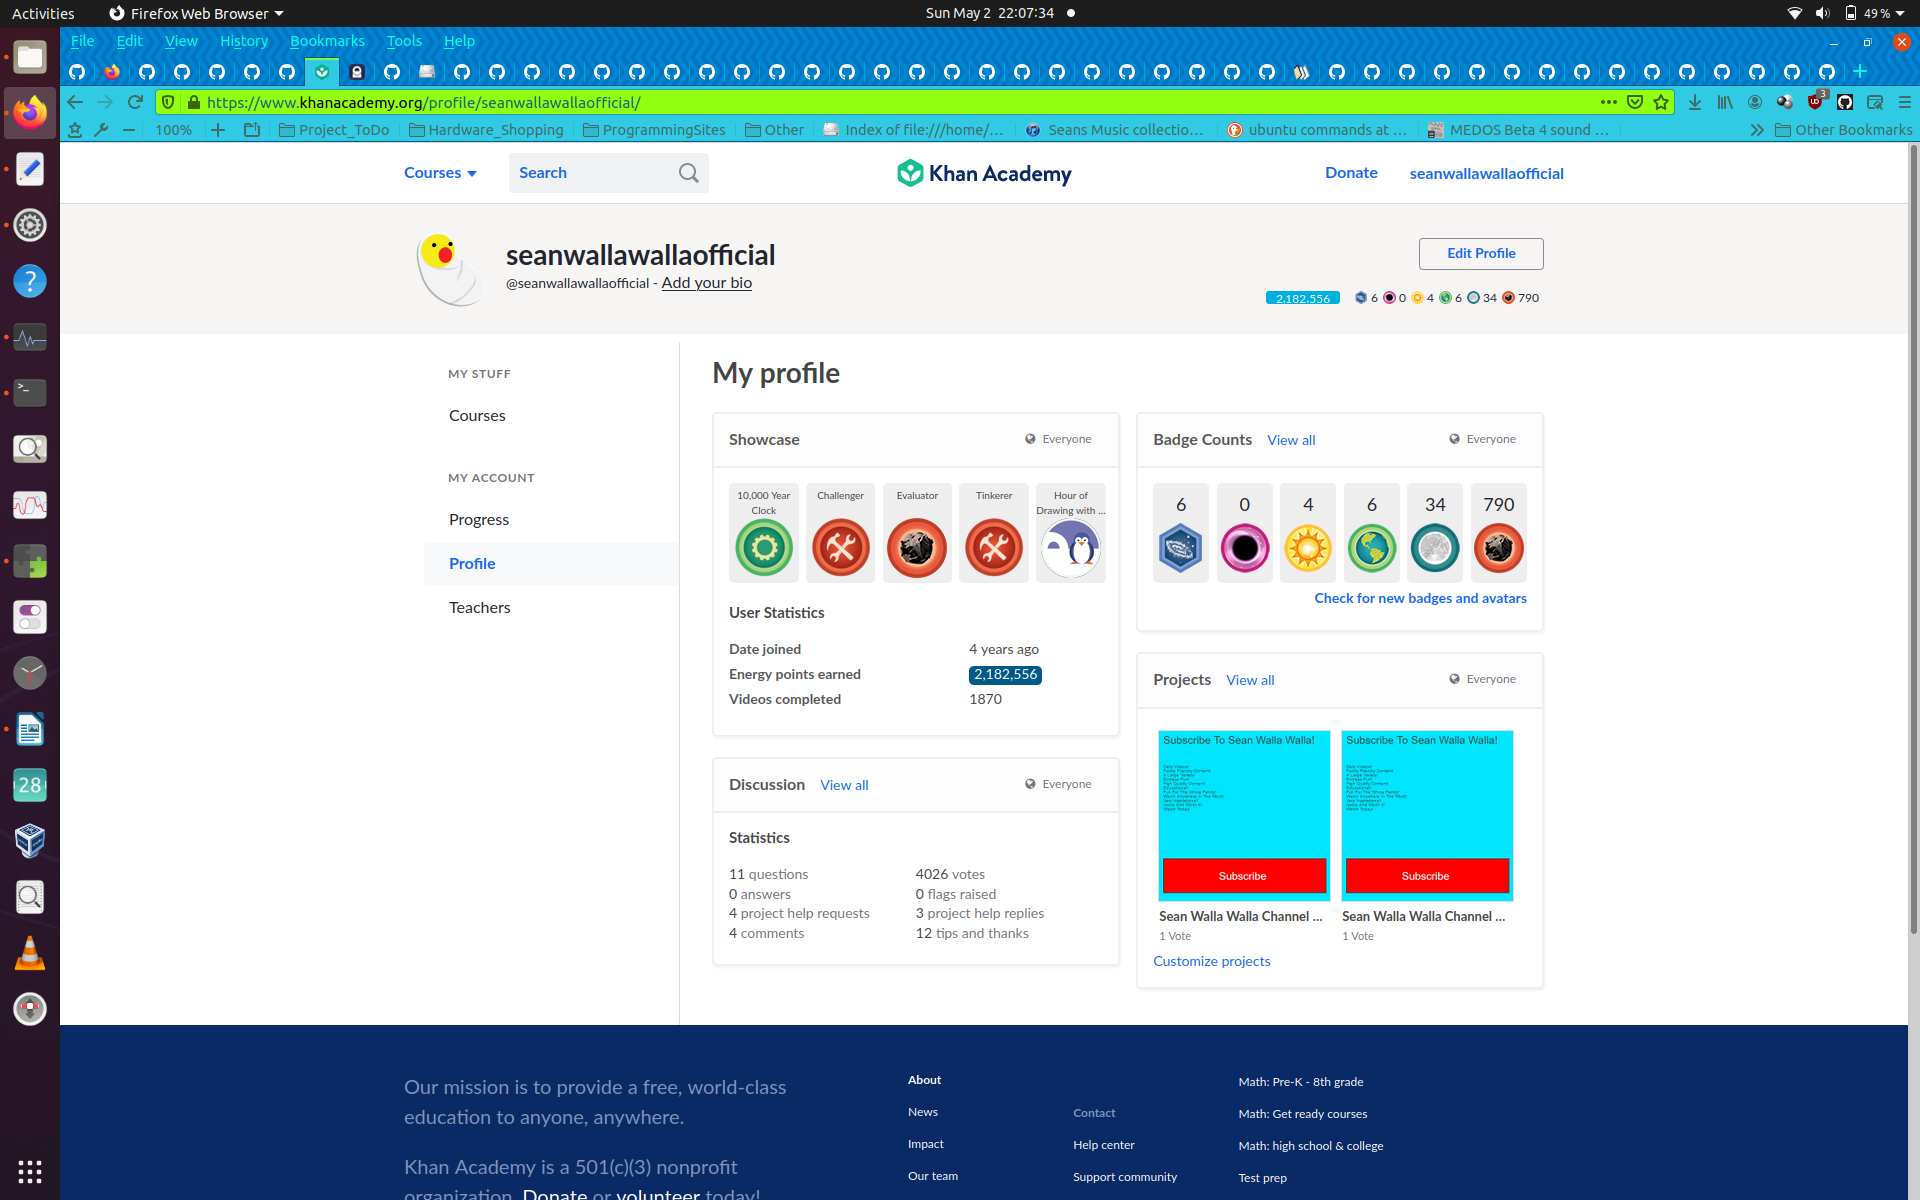 Activities
Firefox Web Browser
Sun May 2 22:07:34
49 %
File Edit View History Bookmarks Tools Help
https://www.khanacademy.org/profile/seanwallawallaofficial/
3
100%
Project_ToDo
Hardware_Shopping
ProgrammingSites
Other
Index of file:///home/...
Seans Music collectio...
ubuntu commands at ...
MEDOS Beta 4 sound ...
Other Bookmarks
Courses
Search
Khan Academy
Donate
seanwallawallaofficial
seanwallawallaofficial
@seanwallawallaofficial - Add your bio
Edit Profile
2,182,556
6 0 4 6 34 790
MY STUFF
Courses
MY ACCOUNT
Progress
Profile
Teachers
My profile
Showcase
Everyone
10,000 Year Clock
Challenger
Evaluator
Tinkerer
Hour of Drawing with ...
User Statistics
Date joined 4 years ago
Energy points earned 2,182,556
Videos completed 1870
Badge Counts View all
Everyone
6 0 4 6 34 790
Check for new badges and avatars
Discussion View all
Everyone
Statistics
11 questions 4026 votes
0 answers 0 flags raised
4 project help requests 3 project help replies
4 comments 12 tips and thanks
Projects View all
Everyone
Subscribe To Sean Walla Walla!
Subscribe
Sean Walla Walla Channel ...
1 Vote
Subscribe To Sean Walla Walla!
Subscribe
Sean Walla Walla Channel ...
1 Vote
Customize projects
28
Our mission is to provide a free, world-class
education to anyone, anywhere.
Khan Academy is a 501(c)(3) nonprofit
organization. Donate or volunteer today!
About
News
Impact
Our team
Contact
Help center
Support community
Math: Pre-K - 8th grade
Math: Get ready courses
Math: high school & college
Test prep